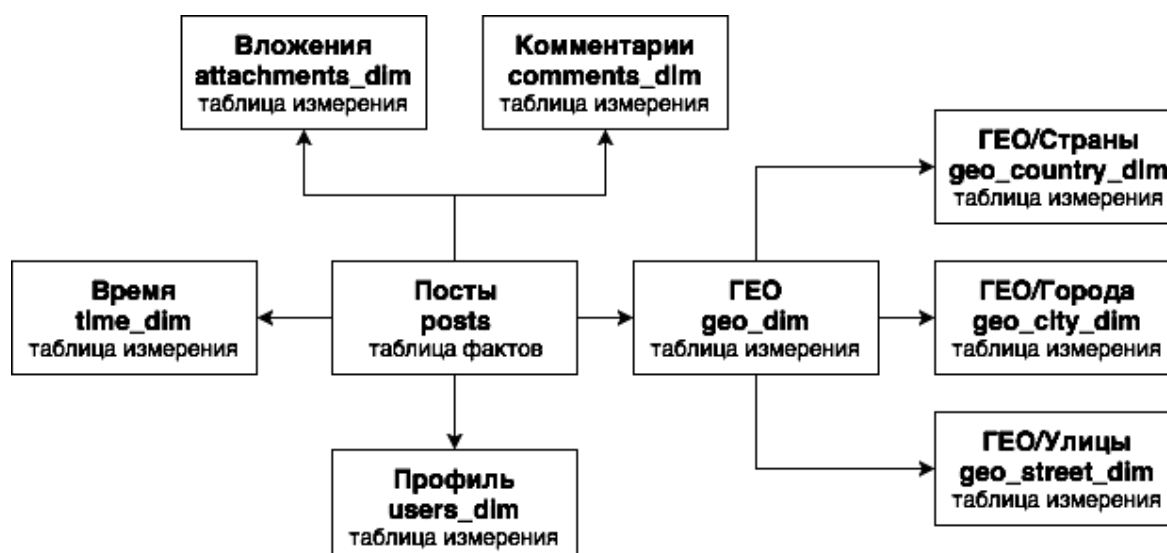 Вложения
attachments_dim
таблица измерения
Комментарии
comments_dim
таблица измерения
ГЕО/Страны
geo_country_dim
таблица измерения
Время
time_dim
таблица измерения
Посты
posts
таблица фактов
ГЕО
geo_dim
таблица измерения
ГЕО/Города
geo_city_dim
таблица измерения
Профиль
users_dim
таблица измерения
ГЕО/Улицы
geo_street_dim
таблица измерения